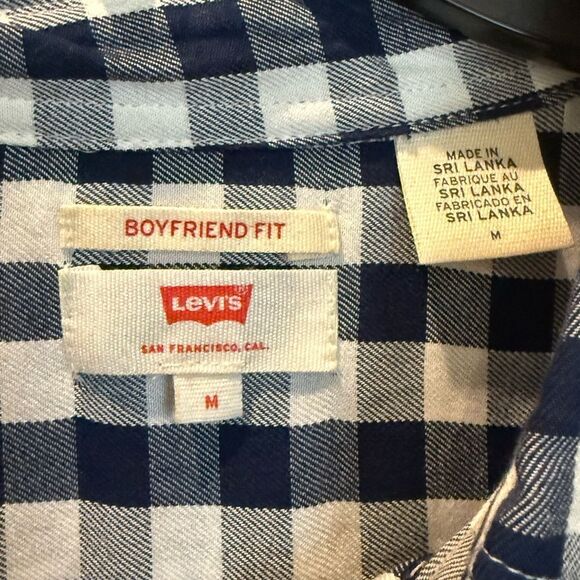 BOYFRIEND FIT
Levi's
SAN FRANCISCO, CAL.
M
MADE IN
SRI LANKA
FABRIQUE AU
SRI LANKA
FABRICADO EN
SRI LANKA
M